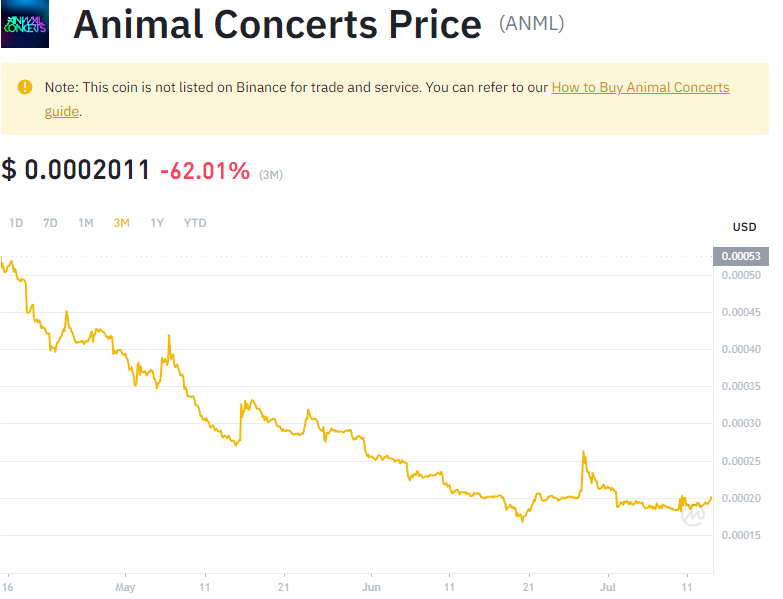 ANIMAL
CONCERTS
Animal Concerts Price (ANML)
Note: This coin is not listed on Binance for trade and service. You can refer to our How to Buy Animal Concerts
guide.
$ 0.0002011 -62.01% (3M)
1D 7D 1M 3M 1Y YTD
USD
0.00053
0.00050
0.00045
0.00040
0.00035
0.00030
0.00025
0.00020
0.00015
16 May 11 21 Jun 11 21 Jul 11